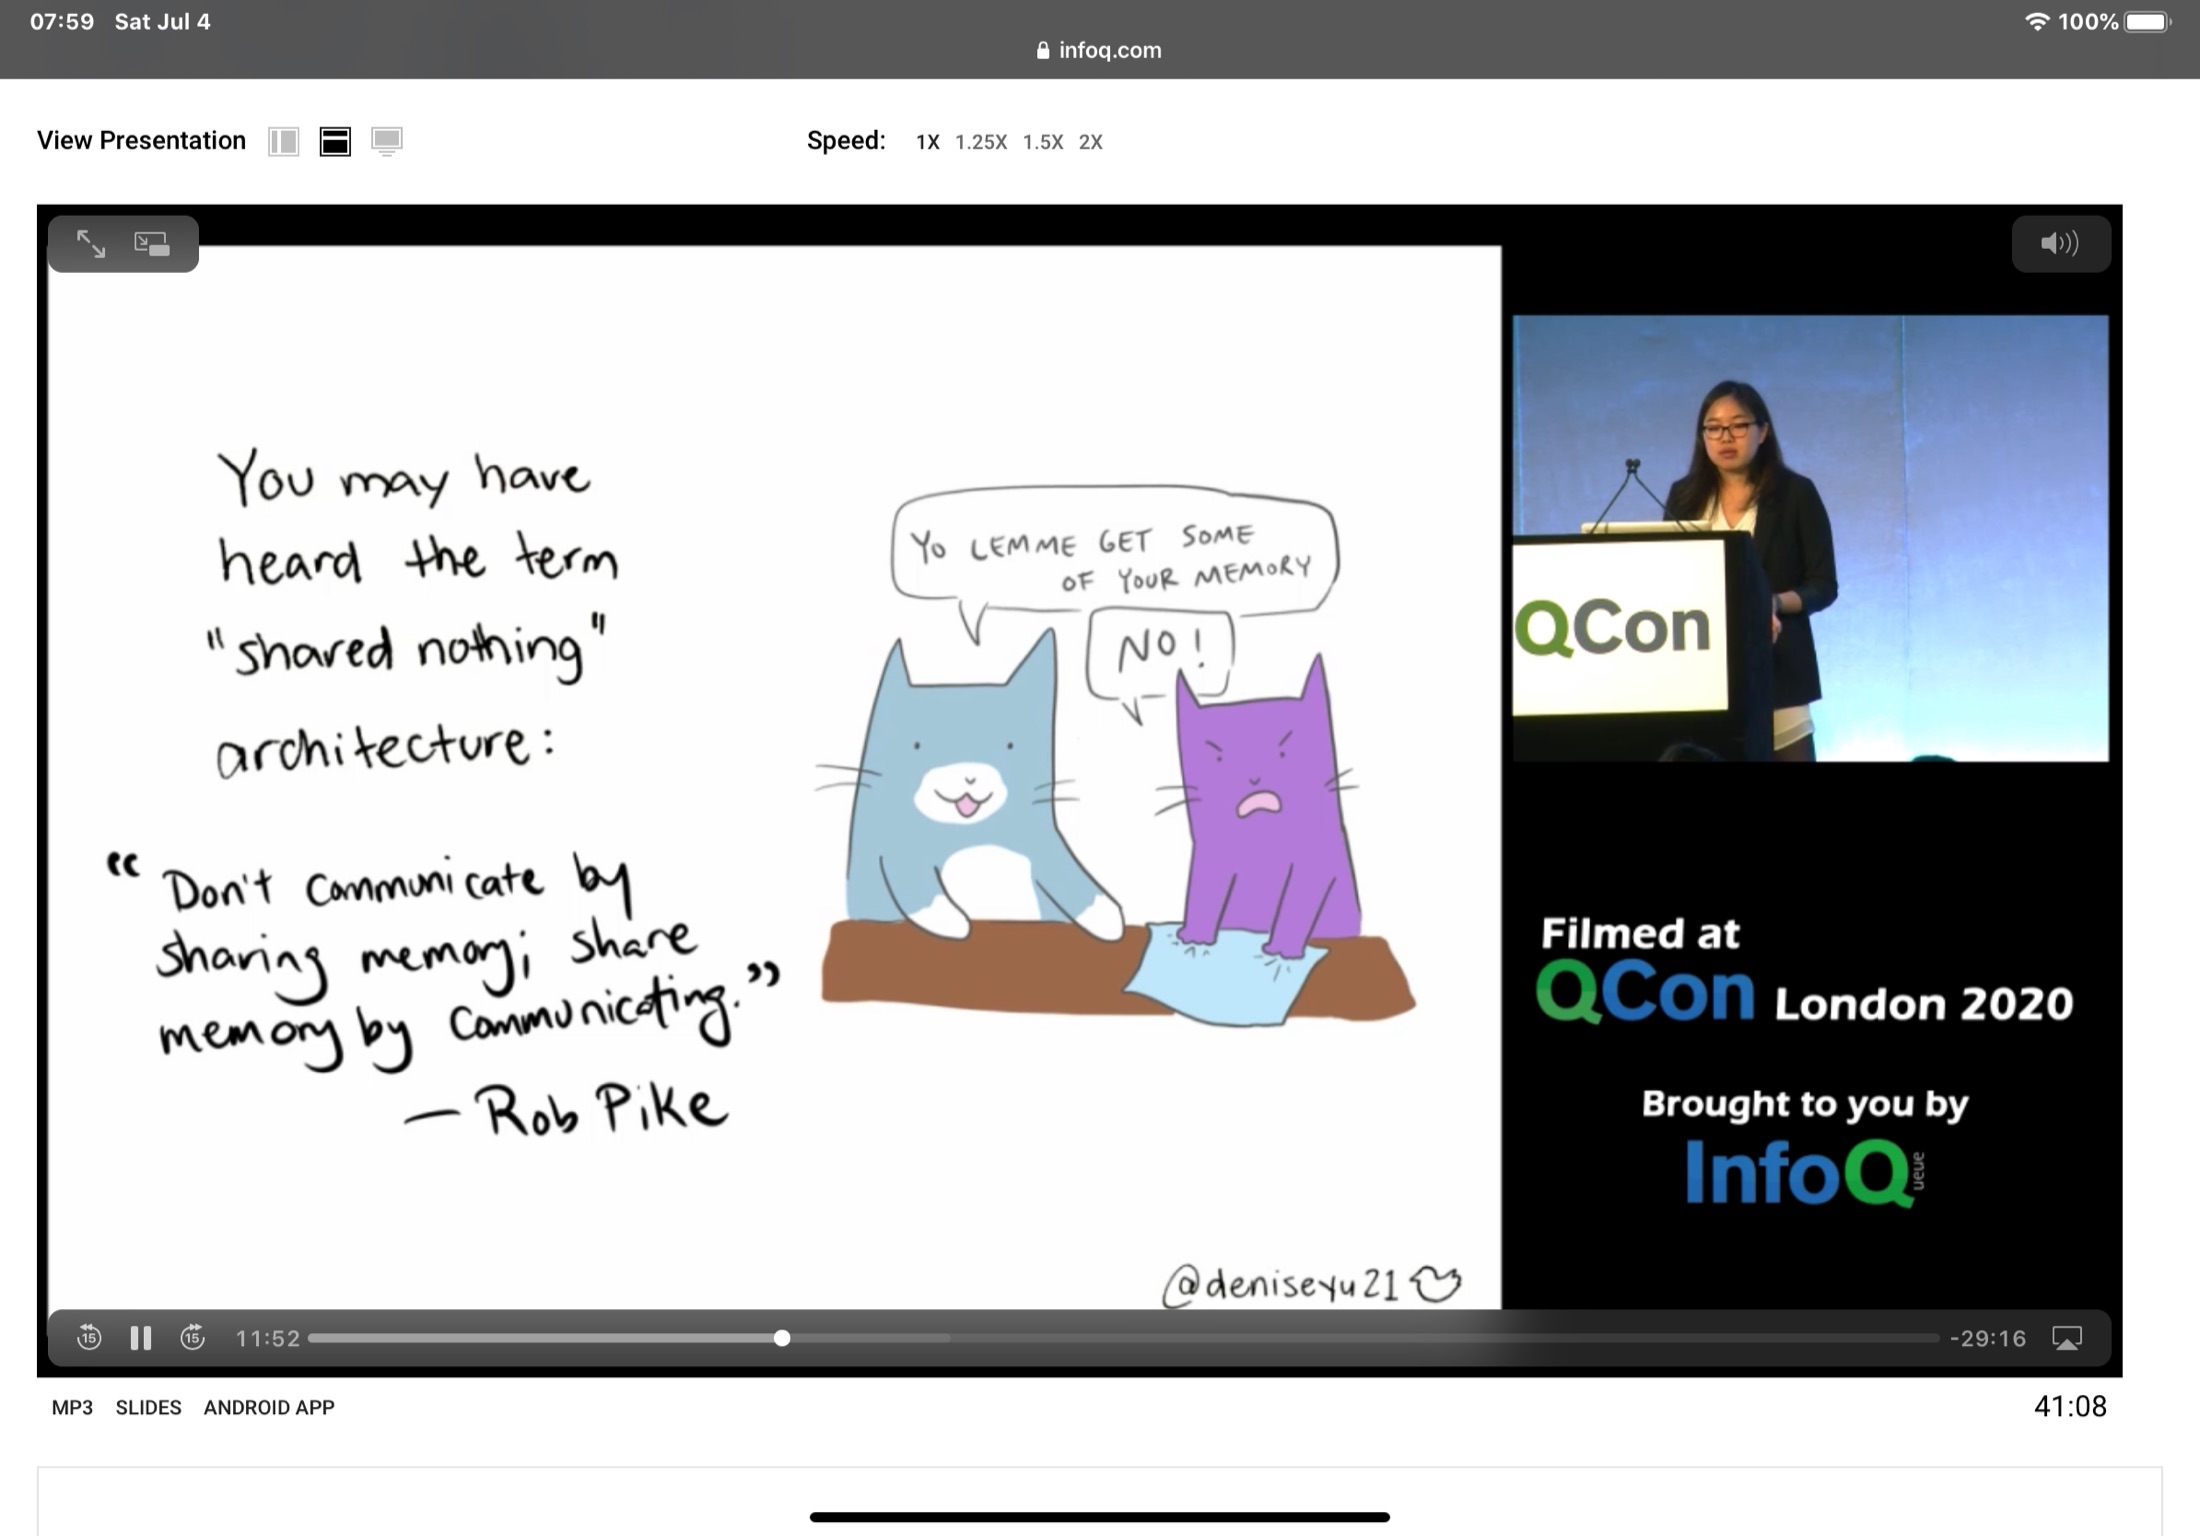 07:59 Sat Jul 4
100%
infoq.com
View Presentation
Speed: 1X 1.25X 1.5X 2X
You may have
heard the term
"shared nothing"
architecture:
“Don't communicate by
sharing memory; share
memory by communicating.”
— Rob Pike
YO LEMME GET SOME
OF YOUR MEMORY
NO!
@deniseyu21
QCon
Filmed at
QCon London 2020
Brought to you by
InfoQueue
15
15
11:52
-29:16
MP3 SLIDES ANDROID APP
41:08